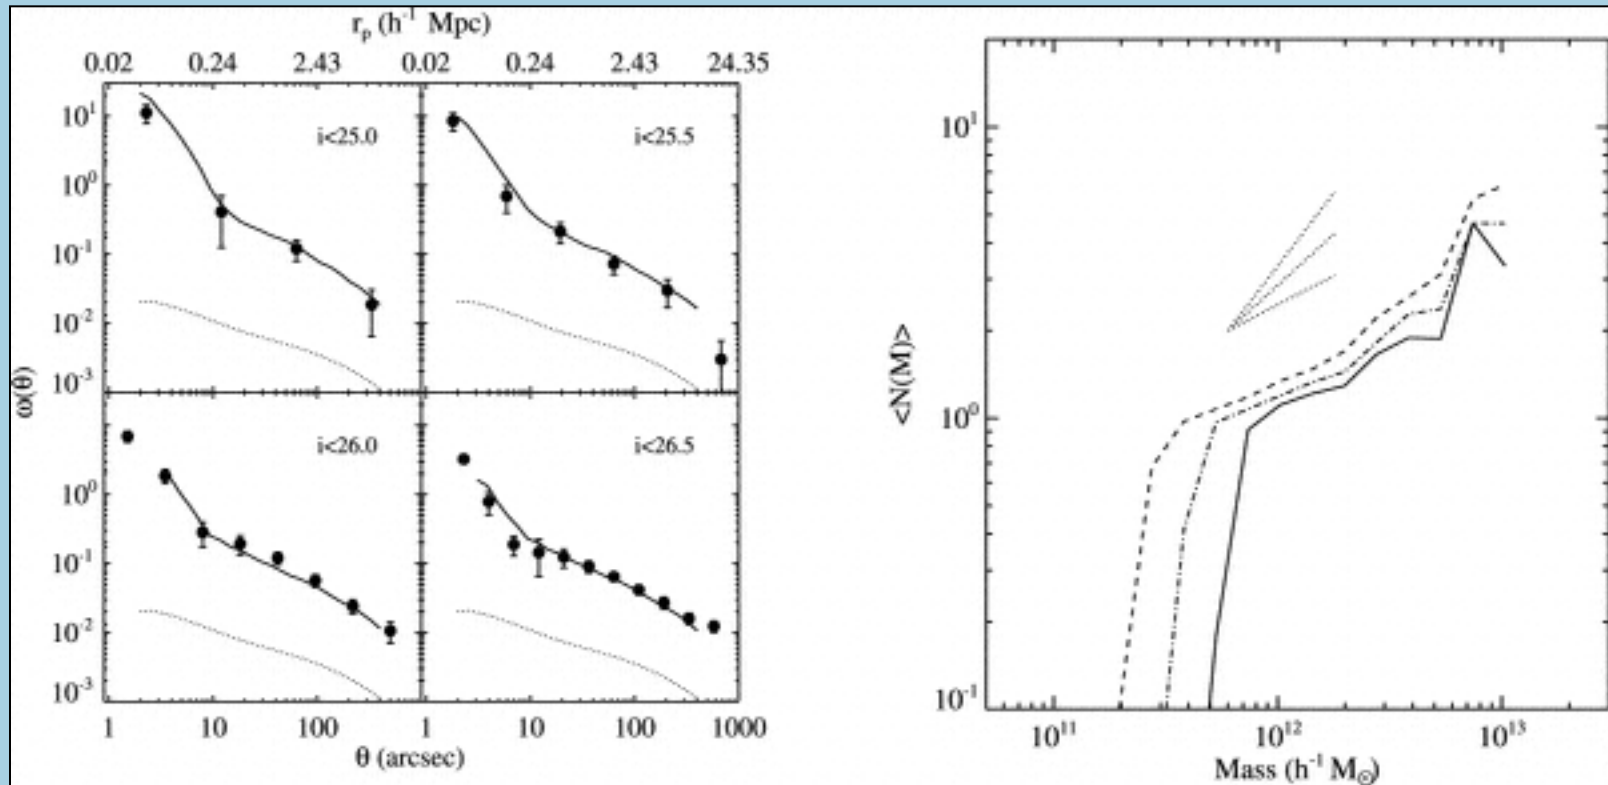 r_p (h^-1 Mpc)
0.02 0.24 2.43 0.02 0.24 2.43 24.35
10^1
i<25.0 i<25.5
10^0
10^-1
10^-2
10^-3
ω(θ)
i<26.0 i<26.5
10^0
10^-1
10^-2
10^-3
1 10 100 1 10 100 1000
θ (arcsec)
10^1
<N(M)>
10^0
10^-1
10^11 10^12 10^13
Mass (h^-1 M_⊙)